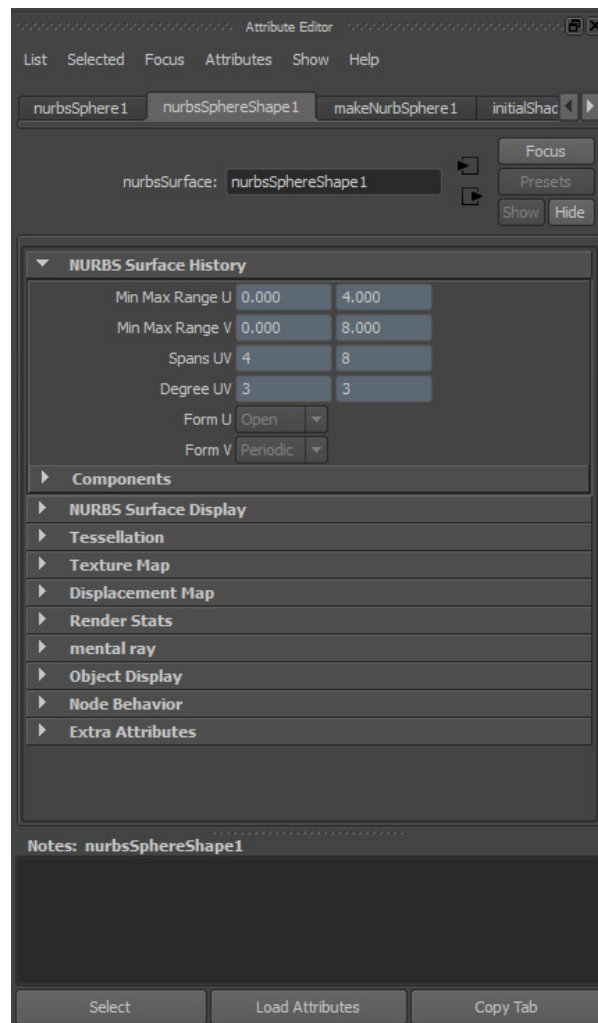 Attribute Editor
List Selected Focus Attributes Show Help
nurbsSphere1 nurbsSphereShape1 makeNurbSphere1 initialShad
Focus
nurbsSurface: nurbsSphereShape1
Presets
Show Hide
NURBS Surface History
Min Max Range U 0.000 4.000
Min Max Range V 0.000 8.000
Spans UV 4 8
Degree UV 3 3
Form U Open
Form V Periodic
Components
NURBS Surface Display
Tessellation
Texture Map
Displacement Map
Render Stats
mental ray
Object Display
Node Behavior
Extra Attributes
Notes: nurbsSphereShape1
Select Load Attributes Copy Tab